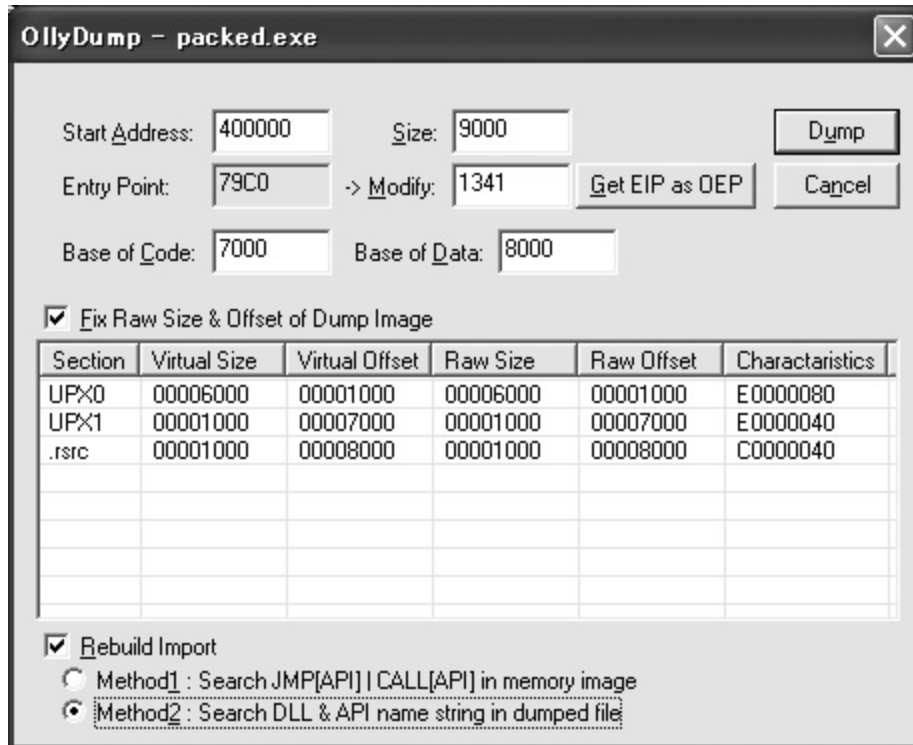 OllyDump - packed.exe
Start Address: 400000 Size: 9000 Dump
Entry Point: 79C0 -> Modify: 1341 Get EIP as OEP Cancel
Base of Code: 7000 Base of Data: 8000
Fix Raw Size & Offset of Dump Image
Section Virtual Size Virtual Offset Raw Size Raw Offset Charactaristics
UPX0 00006000 00001000 00006000 00001000 E0000080
UPX1 00001000 00007000 00001000 00007000 E0000040
.rsrc 00001000 00008000 00001000 00008000 C0000040
Rebuild Import
Method1 : Search JMP[API] | CALL[API] in memory image
Method2 : Search DLL & API name string in dumped file